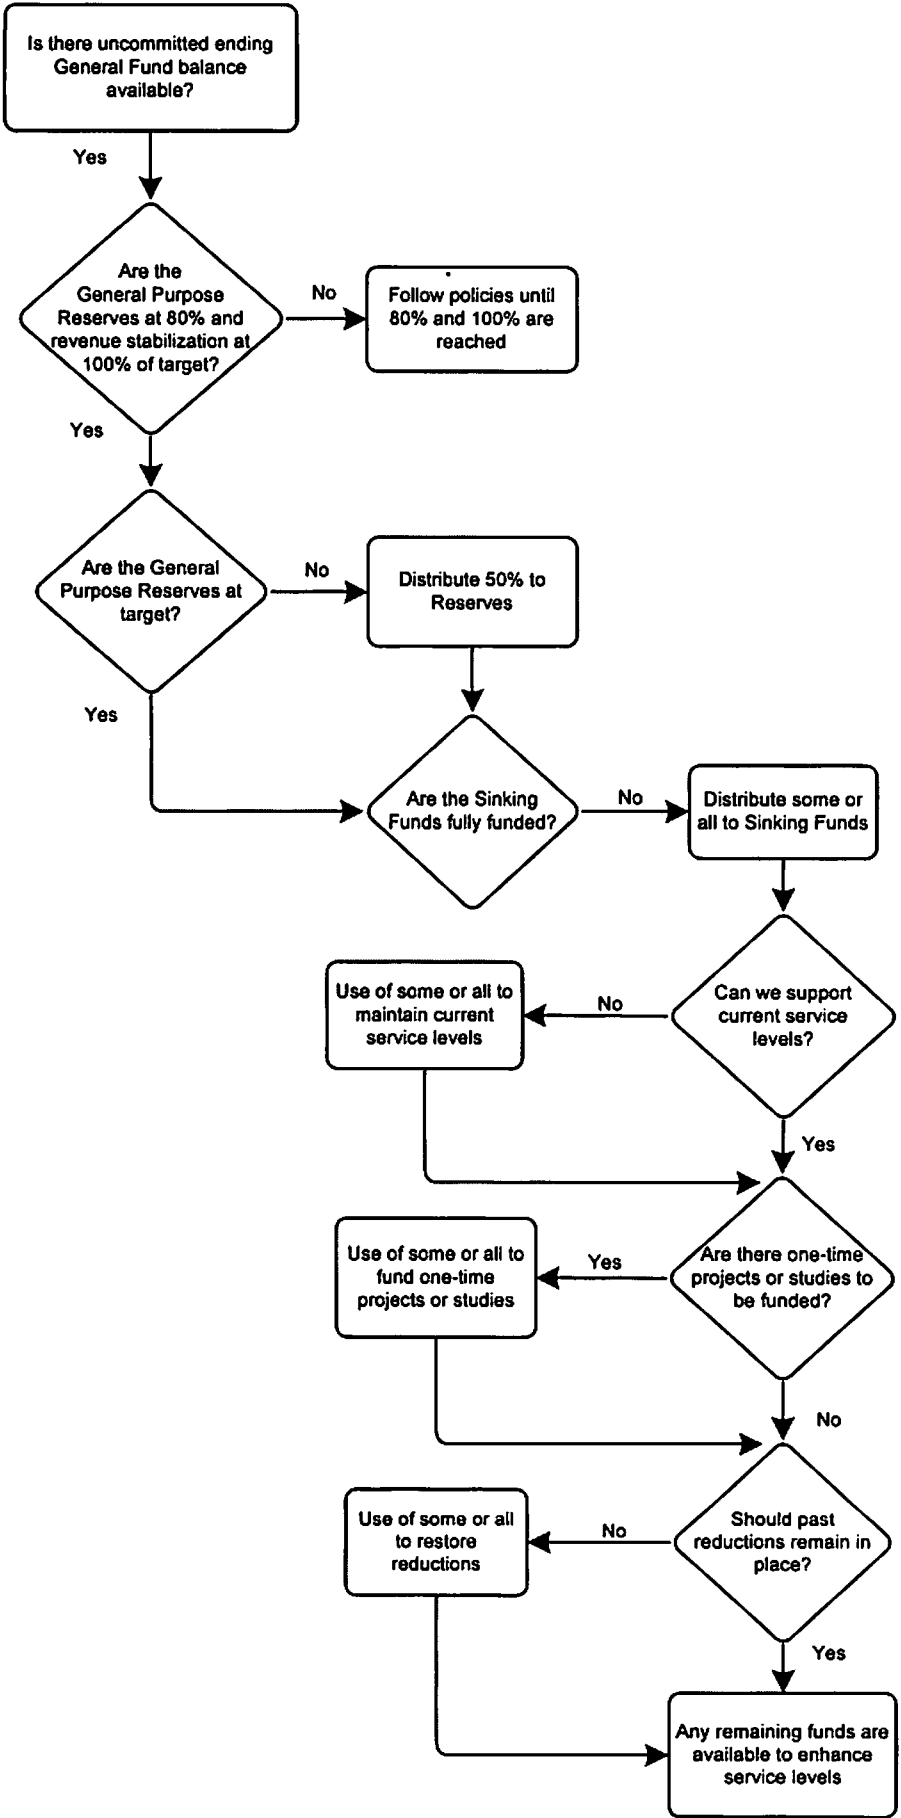 Is there uncommitted ending
General Fund balance
available?
Yes
Are the
General Purpose
Reserves at 80% and
revenue stabilization at
100% of target?
No
Follow policies until
80% and 100% are
reached
Yes
Are the General
Purpose Reserves at
target?
No
Distribute 50% to
Reserves
Yes
Are the Sinking
Funds fully funded?
No
Distribute some or
all to Sinking Funds
Can we support
current service
levels?
No
Use of some or all to
maintain current
service levels
Yes
Are there one-time
projects or studies to
be funded?
Yes
Use of some or all to
fund one-time
projects or studies
No
Should past
reductions remain in
place?
No
Use of some or all
to restore
reductions
Yes
Any remaining funds are
available to enhance
service levels